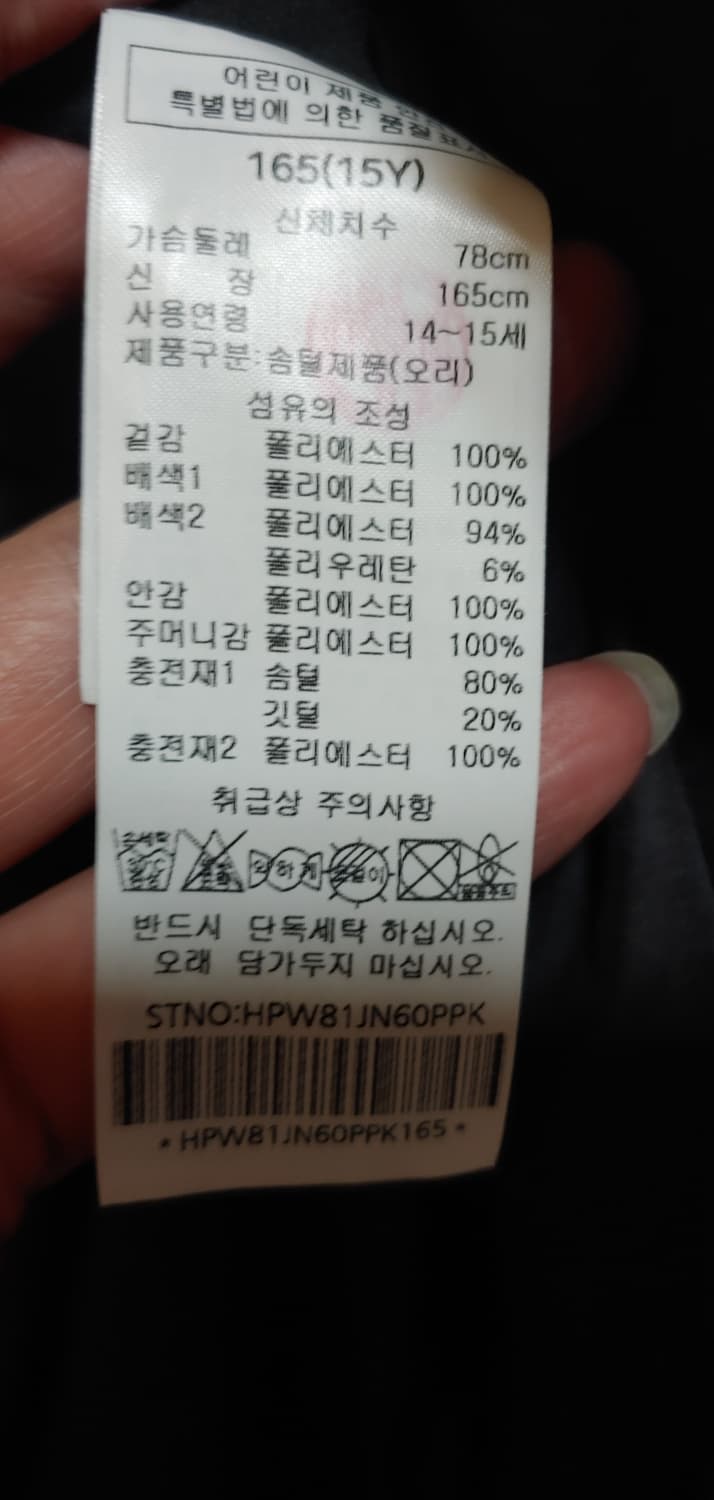 어린이 제품
특별법에 의한 품질표시
165(15Y)
신체치수
가슴둘레 78cm
신 장 165cm
사용연령 14~15세
제품구분:솜털제품(오리)
섬유의 조성
겉감 폴리에스터 100%
배색1 폴리에스터 100%
배색2 폴리에스터 94%
폴리우레탄 6%
안감 폴리에스터 100%
주머니감 폴리에스터 100%
충전재1 솜털 80%
깃털 20%
충전재2 폴리에스터 100%
취급상 주의사항
약하게
반드시 단독세탁 하십시오.
오래 담가두지 마십시오.
STNO:HPW81JN60PPK
*HPW81JN60PPK165*